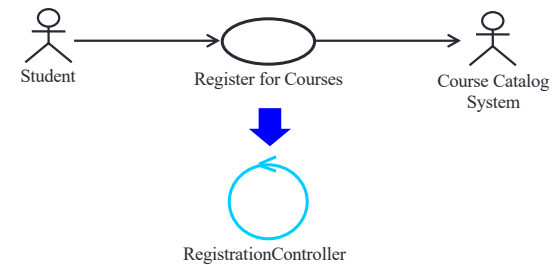 Student
Register for Courses
Course Catalog
System
RegistrationController